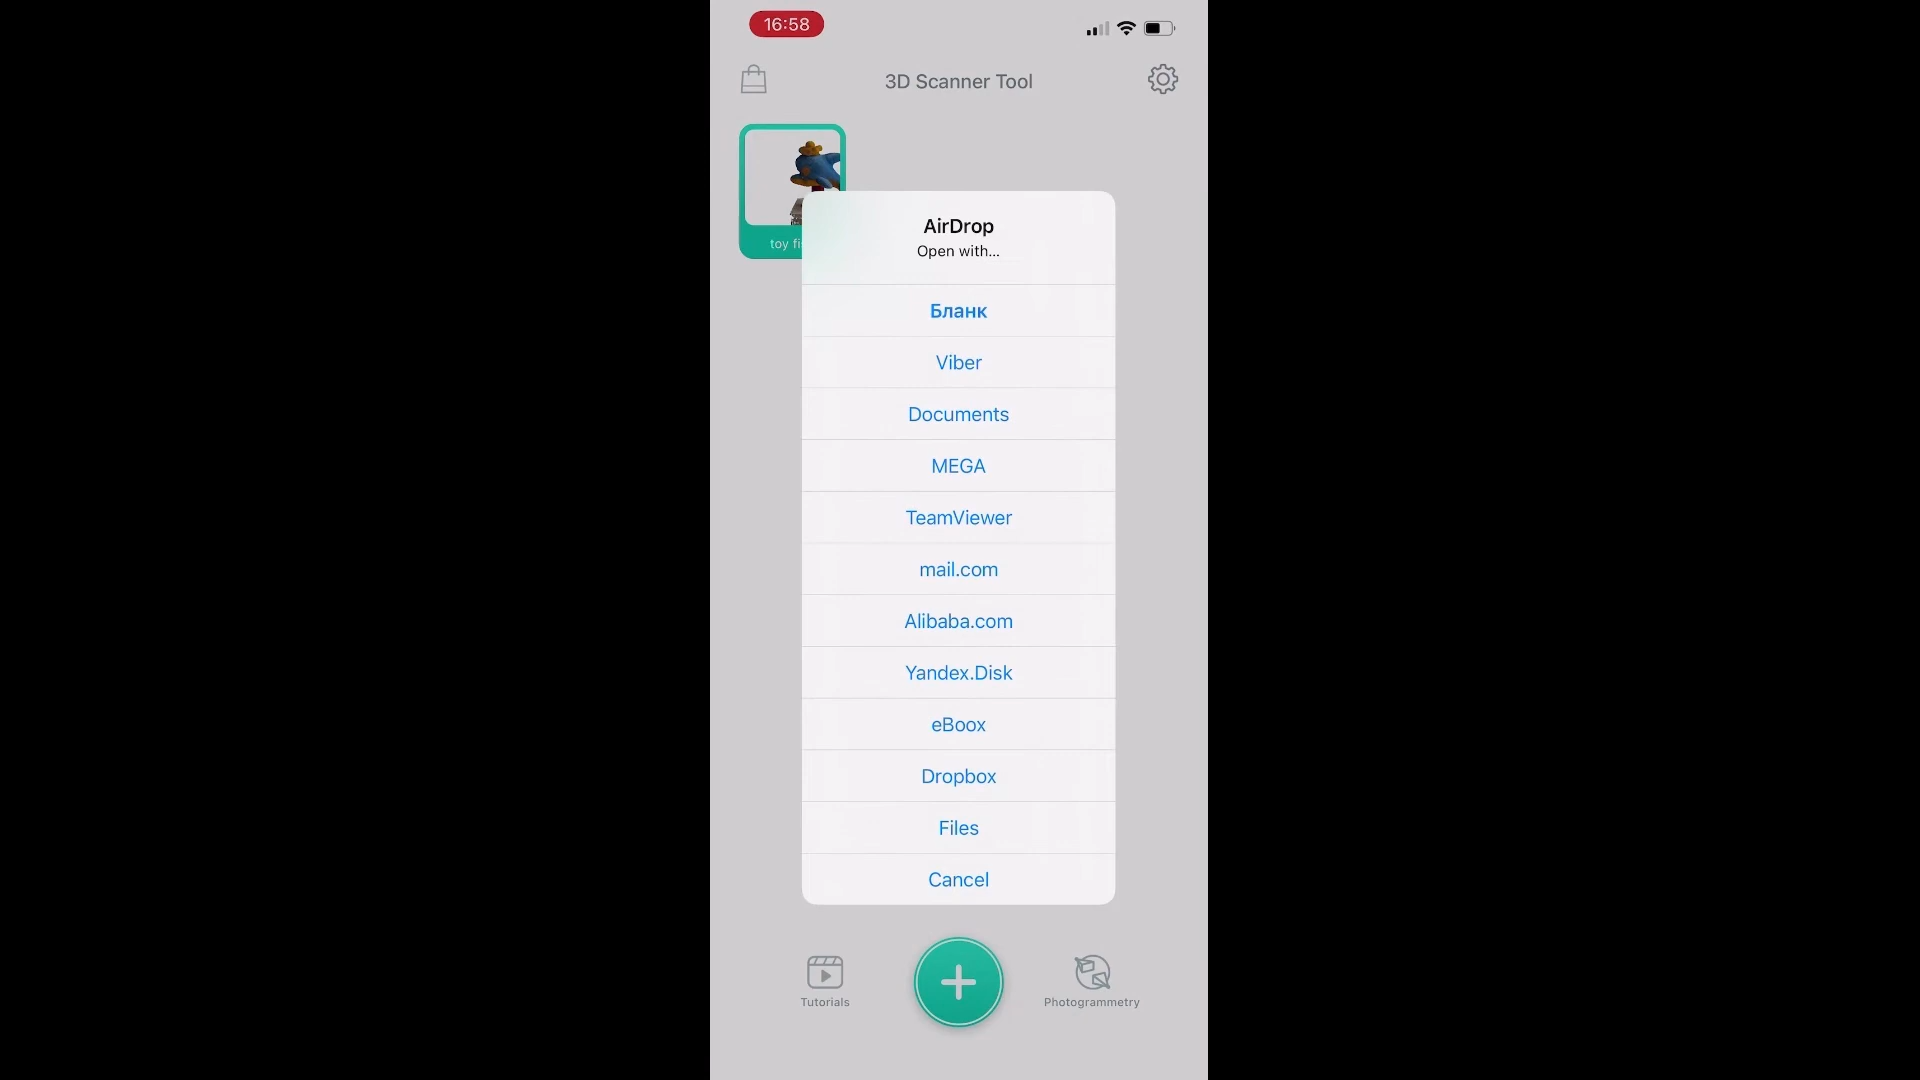 16:58
3D Scanner Tool
toy fi
AirDrop
Open with...
Бланк
Viber
Documents
MEGA
TeamViewer
mail.com
Alibaba.com
Yandex.Disk
eBoox
Dropbox
Files
Cancel
Tutorials
Photogrammetry